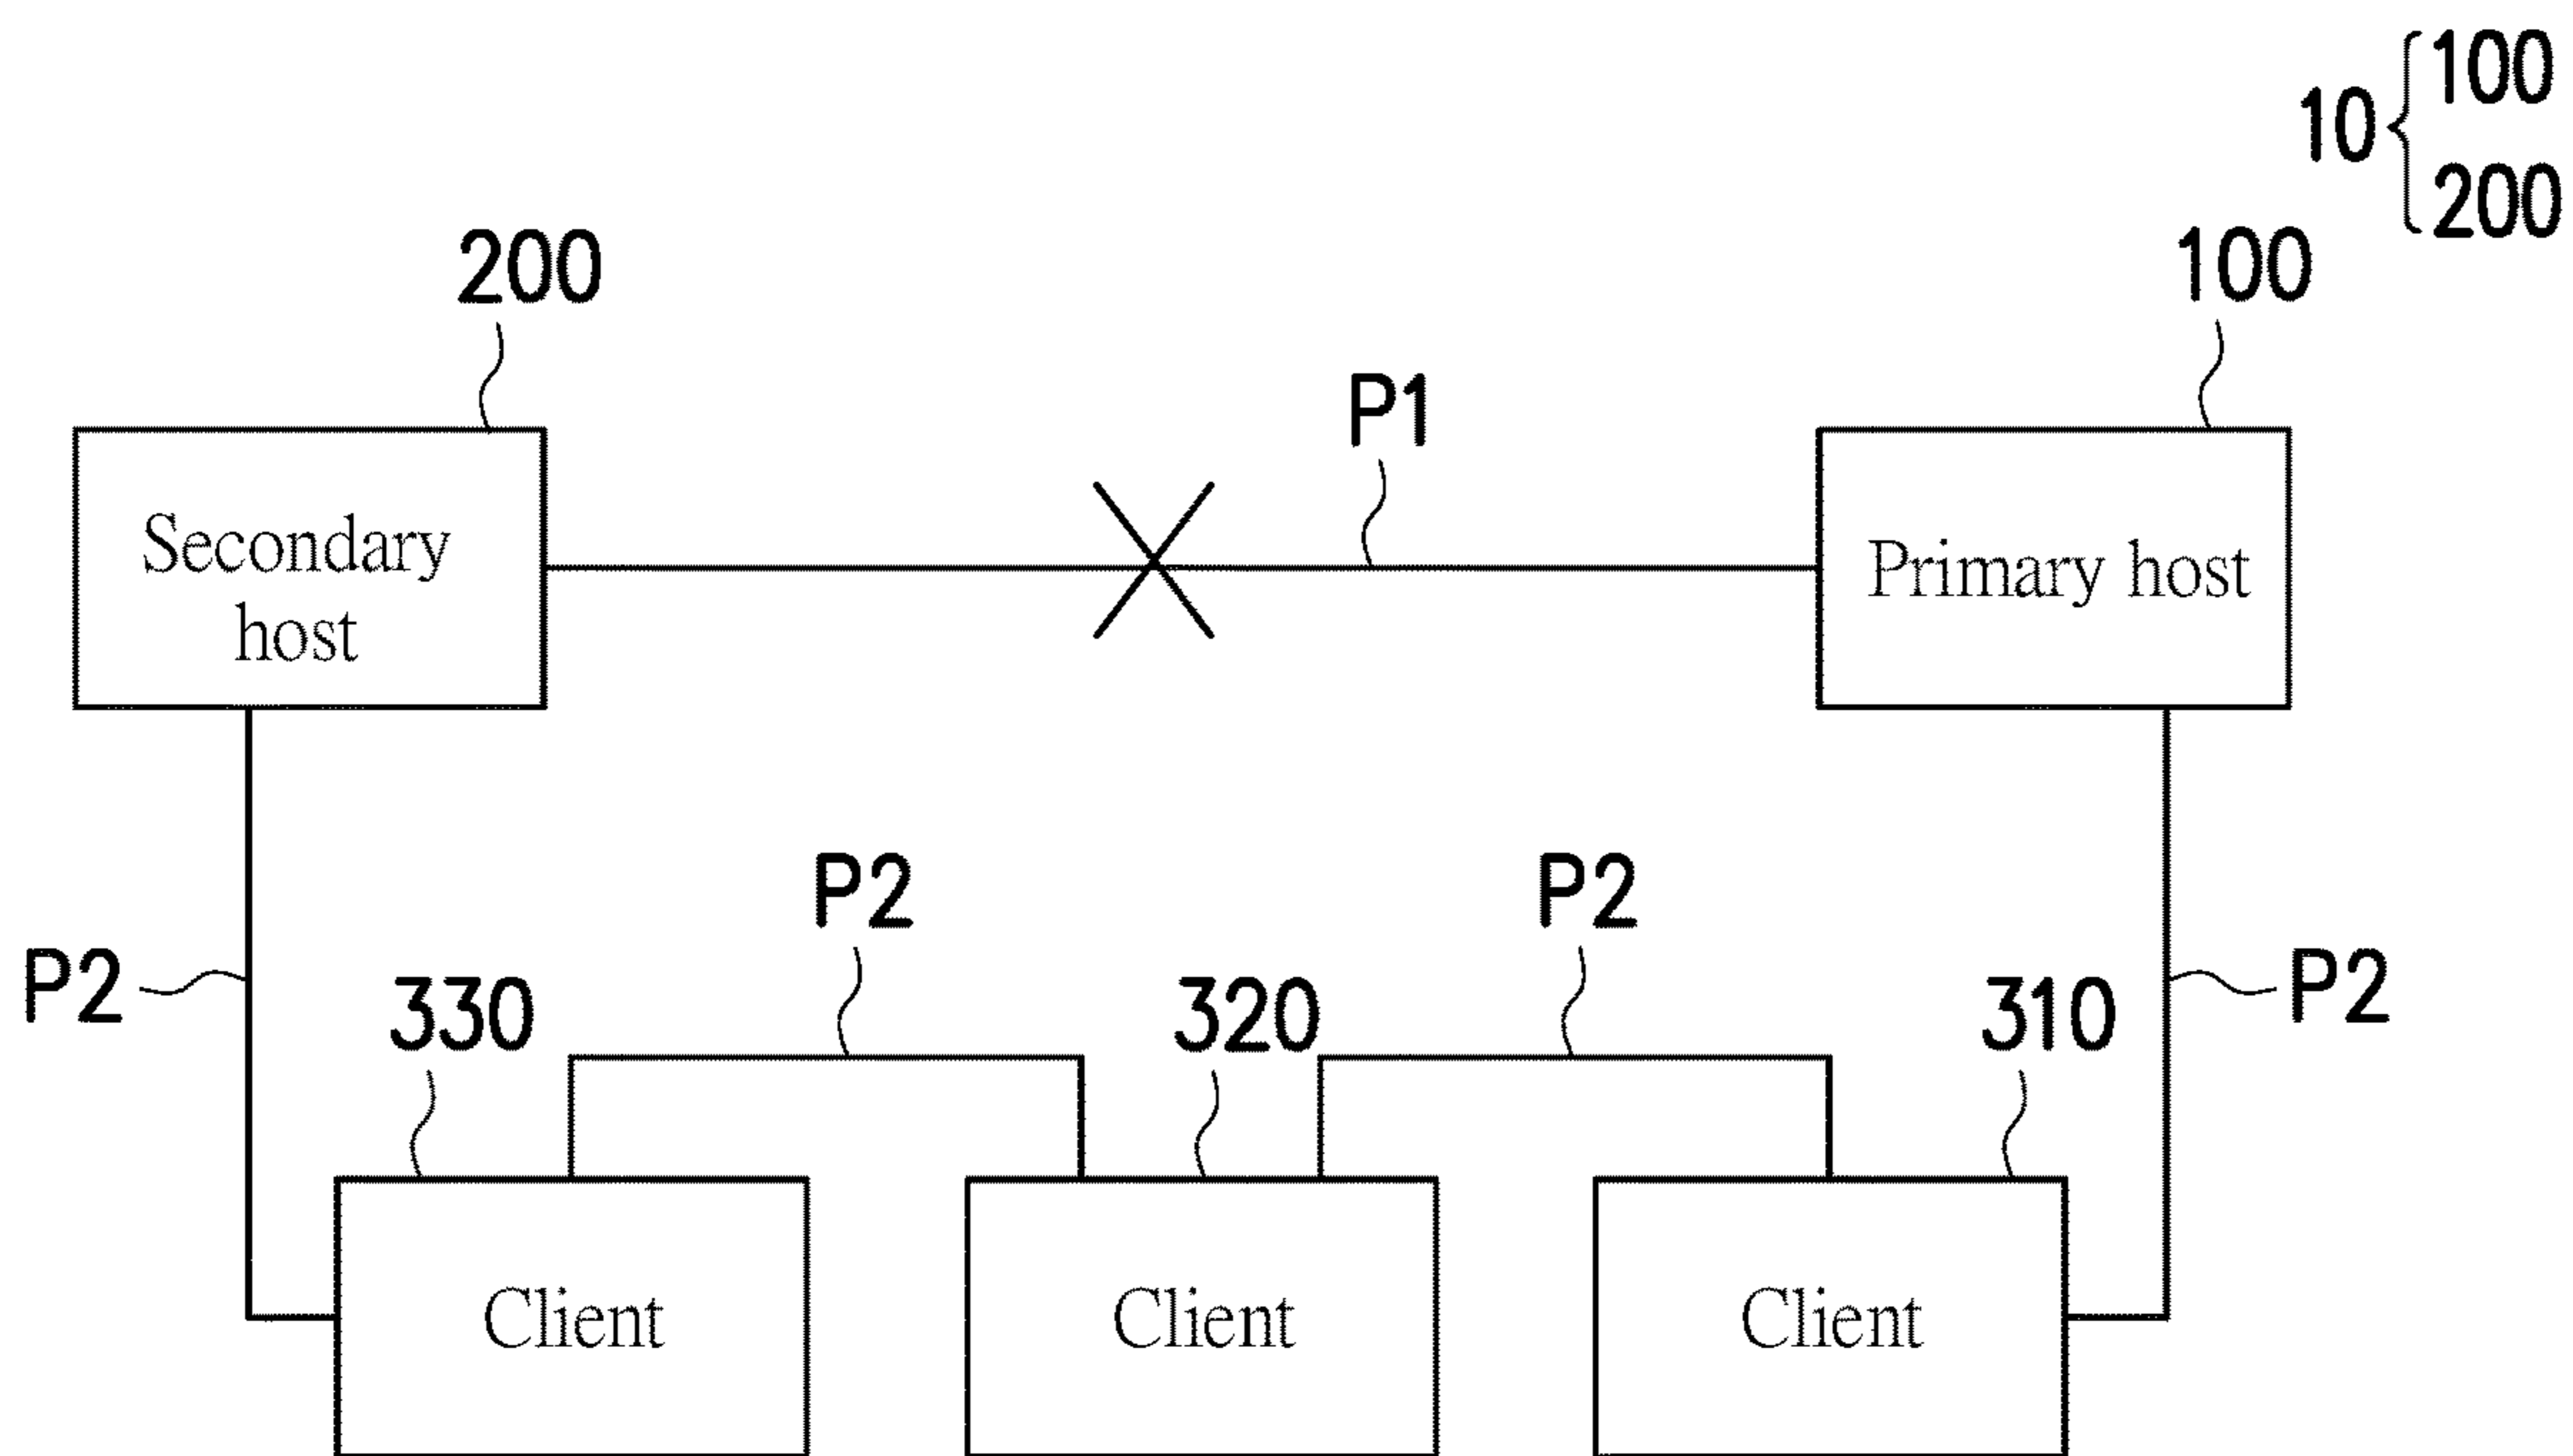 10 { 100
200
200
100
P1
Secondary
host
Primary host
P2
P2
P2
P2
330
320
310
Client
Client
Client